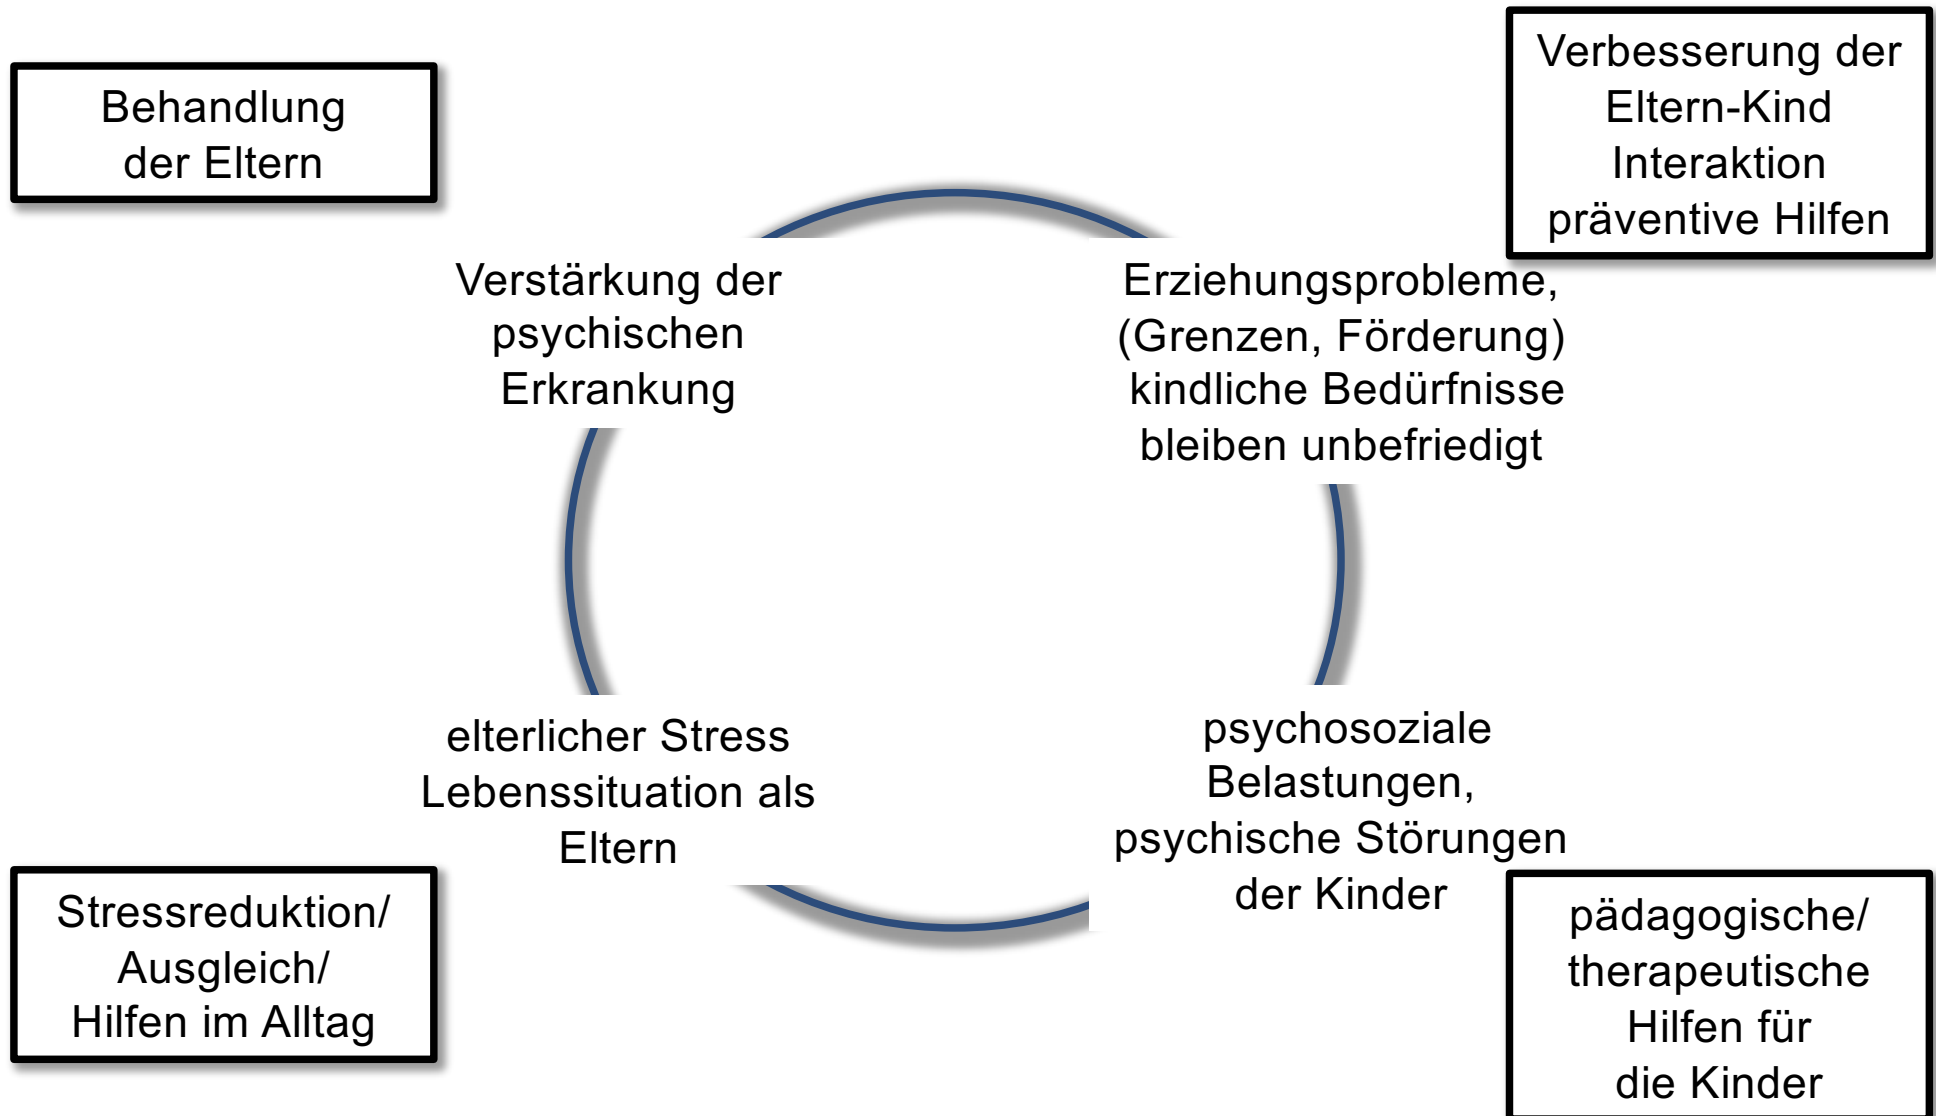 Behandlung
der Eltern
Verbesserung der
Eltern-Kind
Interaktion
präventive Hilfen
Verstärkung der
psychischen
Erkrankung
Erziehungsprobleme,
(Grenzen, Förderung)
kindliche Bedürfnisse
bleiben unbefriedigt
elterlicher Stress
Lebenssituation als
Eltern
psychosoziale
Belastungen,
psychische Störungen
der Kinder
Stressreduktion/
Ausgleich/
Hilfen im Alltag
pädagogische/
therapeutische
Hilfen für
die Kinder